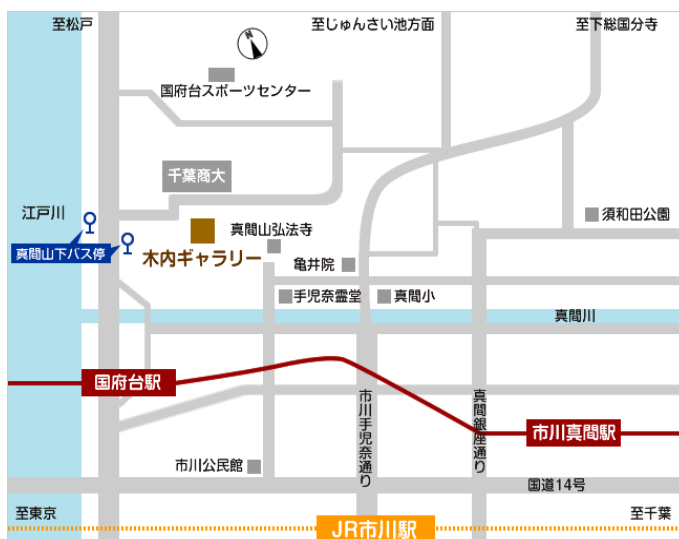 至松戸
至じゅんさい池方面
至下総国分寺
N
国府台スポーツセンター
千葉商大
江戸川
真間山下バス停
木内ギャラリー
真間山弘法寺
須和田公園
亀井院
手児奈霊堂
真間小
真間川
国府台駅
市川手児奈通り
真間銀座通り
市川真間駅
市川公民館
国道14号
至東京
JR市川駅
至千葉